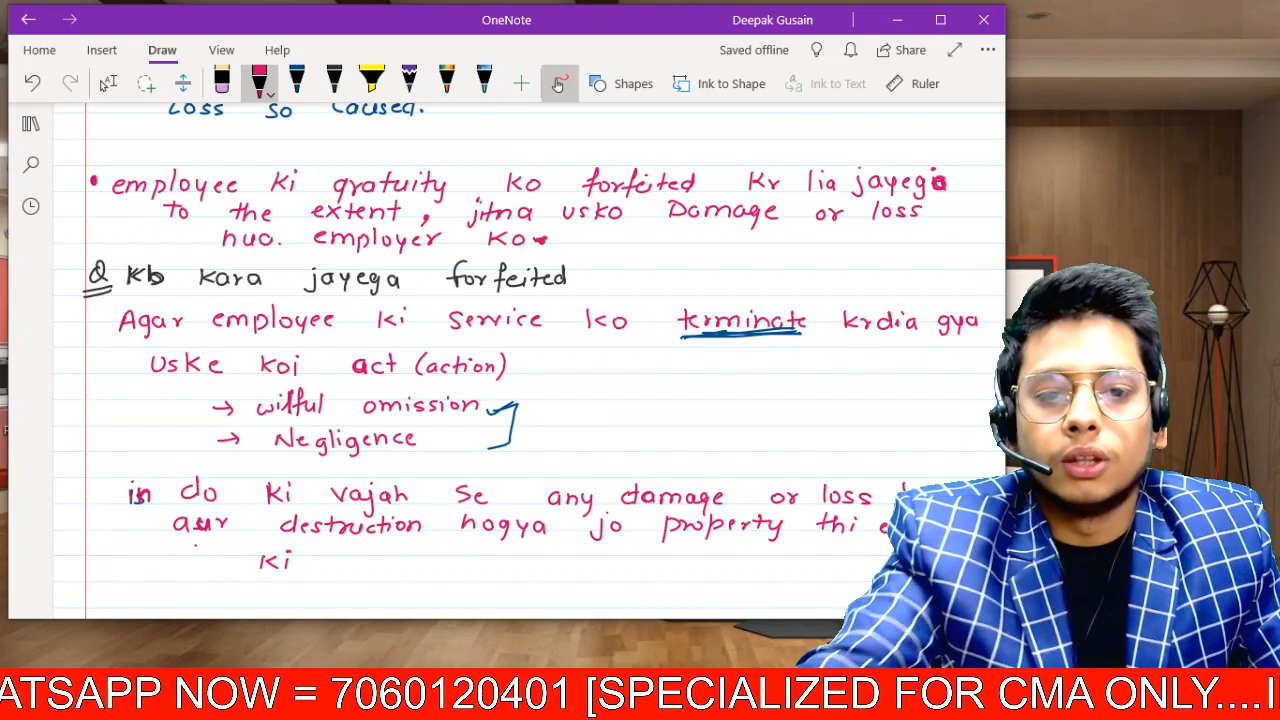 OneNote
Deepak Gusain
Home Insert Draw View Help
Saved offline
Share
Shapes
Ink to Shape
Ink to Text
Ruler
Loss so caused.
• employee ki gratuity ko forfeited kr lia jayega
to the extent, jitna usko Damage or loss
hua. employer ko
Q Kb kara jayega forfeited
Agar employee ki service ko terminate krdia gya
uske koi act (action)
→ wilful omission
→ Negligence
in do ki vajah se any damage or loss
aur destruction hogya jo property thi
ki
ATSAPP NOW = 7060120401 [SPECIALIZED FOR CMA ONLY....I